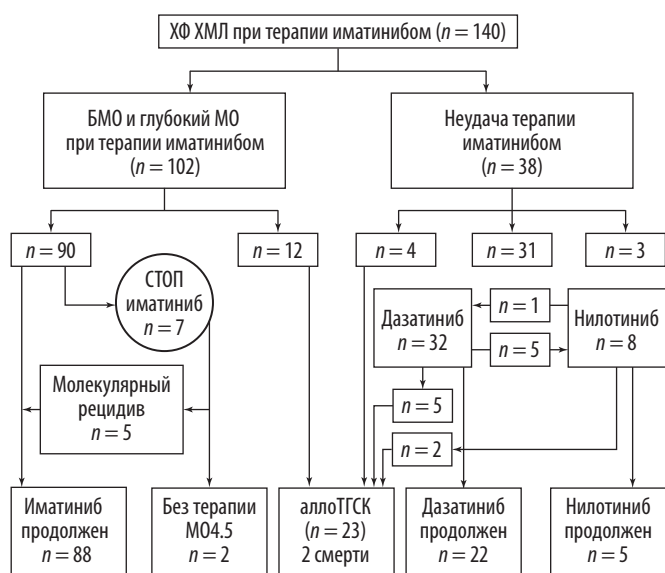 ХФ ХМЛ при терапии иматинибом (n = 140)
БМО и глубокий МО
при терапии иматинибом
(n = 102)
Неудача терапии
иматинибом
(n = 38)
n = 90
n = 12
n = 4
n = 31
n = 3
СТОП
иматиниб
n = 7
Дазатиниб
n = 32
n = 1
n = 5
Нилотиниб
n = 8
Молекулярный
рецидив
n = 5
n = 5
n = 2
Иматиниб
продолжен
n = 88
Без терапии
МО4.5
n = 2
аллоТГСК
(n = 23)
2 смерти
Дазатиниб
продолжен
n = 22
Нилотиниб
продолжен
n = 5